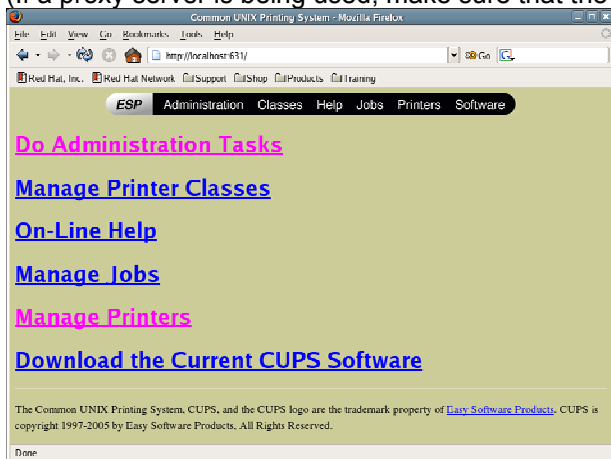 (If a proxy server is being used, make sure that the
Common UNIX Printing System - Mozilla Firefox
File Edit View Go Bookmarks Tools Help
http://localhost:631/ Go
Red Hat, Inc. Red Hat Network Support Shop Products Training
ESP Administration Classes Help Jobs Printers Software
Do Administration Tasks
Manage Printer Classes
On-Line Help
Manage Jobs
Manage Printers
Download the Current CUPS Software
The Common UNIX Printing System, CUPS, and the CUPS logo are the trademark property of Easy Software Products. CUPS is
copyright 1997-2005 by Easy Software Products, All Rights Reserved.
Done